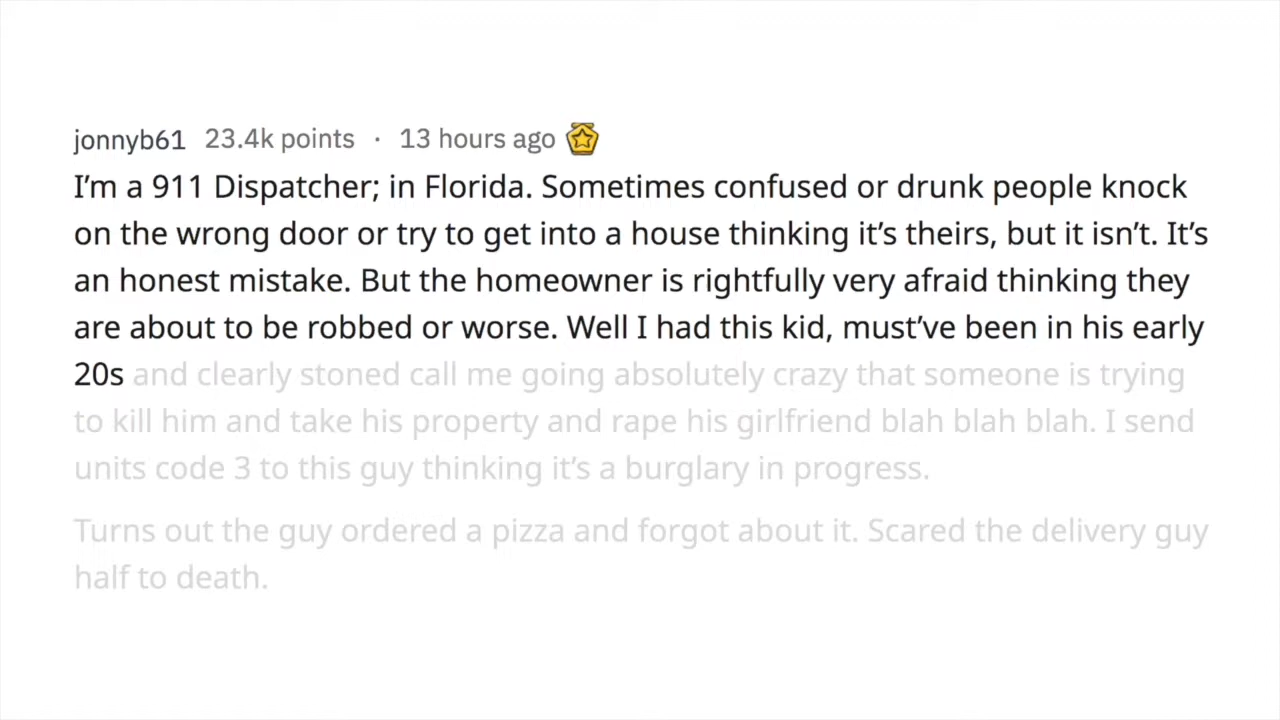 jonnyb61 23.4k points · 13 hours ago
I’m a 911 Dispatcher; in Florida. Sometimes confused or drunk people knock
on the wrong door or try to get into a house thinking it’s theirs, but it isn’t. It’s
an honest mistake. But the homeowner is rightfully very afraid thinking they
are about to be robbed or worse. Well I had this kid, must’ve been in his early
20s and clearly stoned call me going absolutely crazy that someone is trying
to kill him and take his property and rape his girlfriend blah blah blah. I send
units code 3 to this guy thinking it’s a burglary in progress.
Turns out the guy ordered a pizza and forgot about it. Scared the delivery guy
half to death.